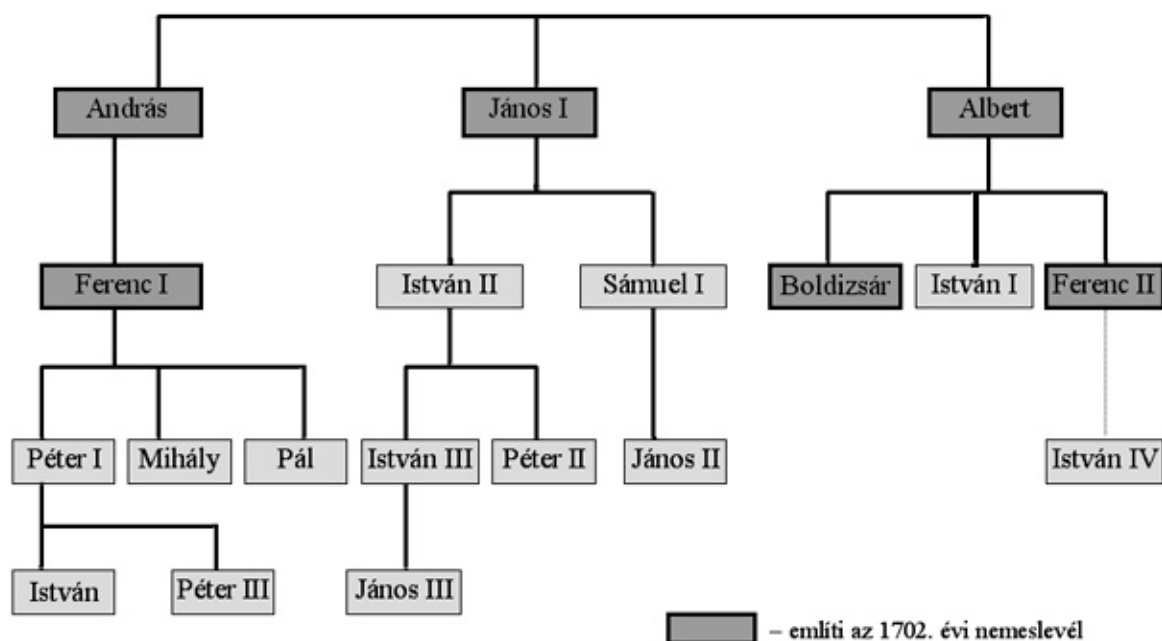 András János I Albert
Ferenc I István II Sámuel I Boldizsár István I Ferenc II
Péter I Mihály Pál István III Péter II János II István IV
István Péter III János III
– említi az 1702. évi nemeslevél